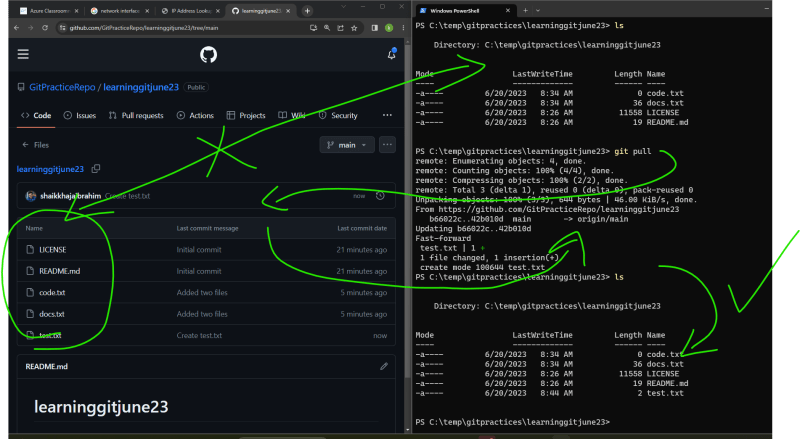 Azure Classroom
network interfac
IP Address Looku
learninggitjune23
github.com/GitPracticeRepo/learninggitjune23/tree/main
GitPracticeRepo / learninggitjune23 Public
Code Issues Pull requests Actions Projects Wiki Security
Files
main
learninggitjune23
shaikkhajaibrahim Create test.txt now
Name Last commit message Last commit date
LICENSE Initial commit 21 minutes ago
README.md Initial commit 21 minutes ago
code.txt Added two files 5 minutes ago
docs.txt Added two files 5 minutes ago
test.txt Create test.txt now
README.md
learninggitjune23
Windows PowerShell
PS C:\temp\gitpractices\learninggitjune23> ls
Directory: C:\temp\gitpractices\learninggitjune23
Mode LastWriteTime Length Name
---- ------------- ------ ----
-a---- 6/20/2023 8:34 AM 0 code.txt
-a---- 6/20/2023 8:34 AM 36 docs.txt
-a---- 6/20/2023 8:26 AM 11558 LICENSE
-a---- 6/20/2023 8:26 AM 19 README.md
PS C:\temp\gitpractices\learninggitjune23> git pull
remote: Enumerating objects: 4, done.
remote: Counting objects: 100% (4/4), done.
remote: Compressing objects: 100% (2/2), done.
remote: Total 3 (delta 1), reused 0 (delta 0), pack-reused 0
Unpacking objects: 100% (3/3), 644 bytes | 46.00 KiB/s, done.
From https://github.com/GitPracticeRepo/learninggitjune23
b66022c..42b010d main -> origin/main
Updating b66022c..42b010d
Fast-forward
test.txt | 1 +
1 file changed, 1 insertion(+)
create mode 100644 test.txt
PS C:\temp\gitpractices\learninggitjune23> ls
Directory: C:\temp\gitpractices\learninggitjune23
Mode LastWriteTime Length Name
---- ------------- ------ ----
-a---- 6/20/2023 8:34 AM 0 code.txt
-a---- 6/20/2023 8:34 AM 36 docs.txt
-a---- 6/20/2023 8:26 AM 11558 LICENSE
-a---- 6/20/2023 8:26 AM 19 README.md
-a---- 6/20/2023 8:44 AM 2 test.txt
PS C:\temp\gitpractices\learninggitjune23>